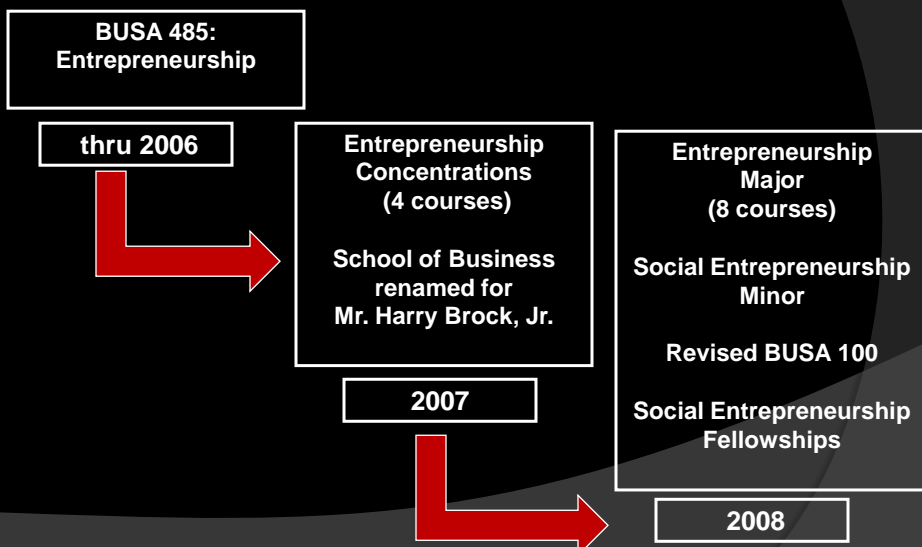 BUSA 485:
Entrepreneurship
thru 2006
Entrepreneurship
Concentrations
(4 courses)
School of Business
renamed for
Mr. Harry Brock, Jr.
2007
Entrepreneurship
Major
(8 courses)
Social Entrepreneurship
Minor
Revised BUSA 100
Social Entrepreneurship
Fellowships
2008